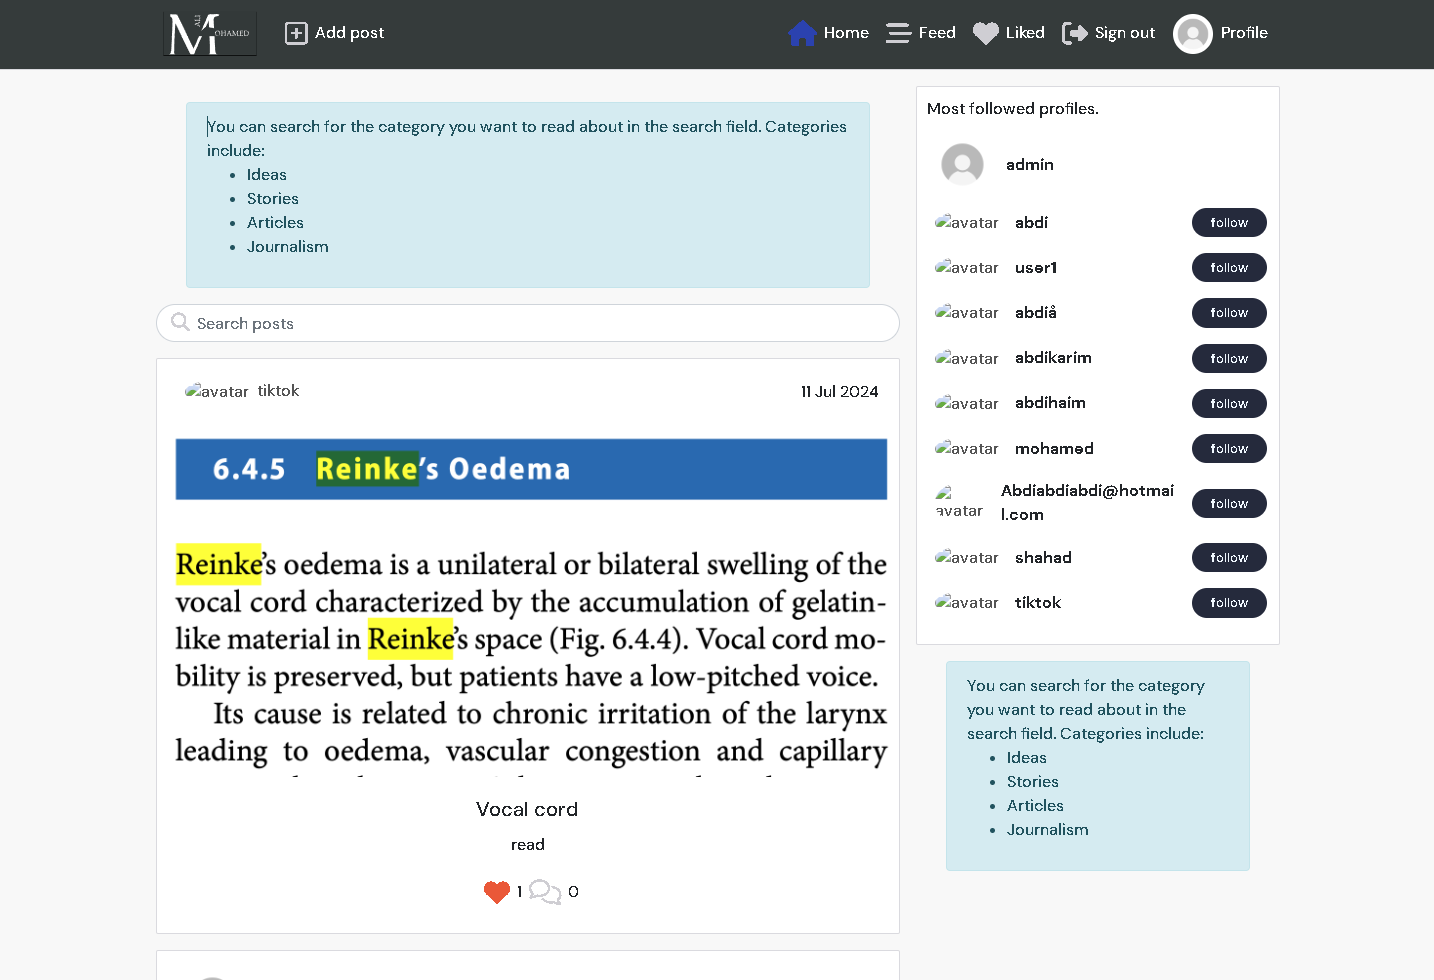 ALI
MOHAMED
Add post
Home
Feed
Liked
Sign out
Profile
You can search for the category you want to read about in the search field. Categories
include:
Ideas
Stories
Articles
Journalism
Search posts
avatar tiktok
11 Jul 2024
6.4.5 Reinke’s Oedema
Reinke’s oedema is a unilateral or bilateral swelling of the
vocal cord characterized by the accumulation of gelatin-
like material in Reinke’s space (Fig. 6.4.4). Vocal cord mo-
bility is preserved, but patients have a low-pitched voice.
Its cause is related to chronic irritation of the larynx
leading to oedema, vascular congestion and capillary
Vocal cord
read
1
0
Most followed profiles.
admin
avatar abdi follow
avatar user1 follow
avatar abdiå follow
avatar abdikarim follow
avatar abdihaim follow
avatar mohamed follow
avatar Abdiabdiabdi@hotmai
l.com follow
avatar shahad follow
avatar tiktok follow
You can search for the category
you want to read about in the
search field. Categories include:
Ideas
Stories
Articles
Journalism